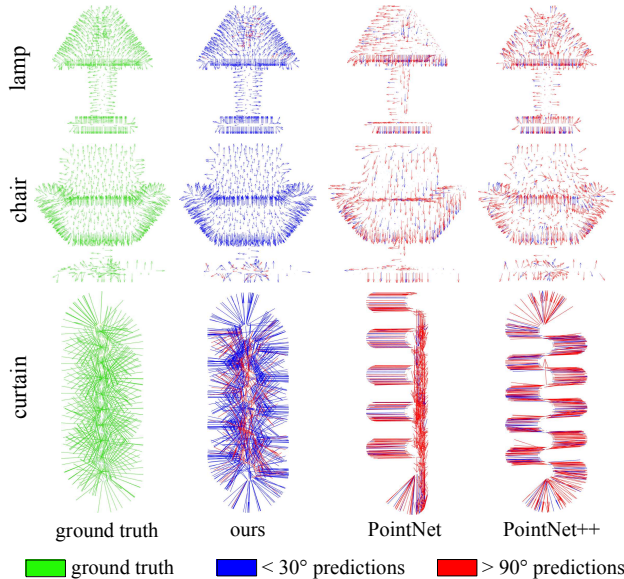 lamp
chair
curtain
ground truth ours PointNet PointNet++
ground truth < 30° predictions > 90° predictions